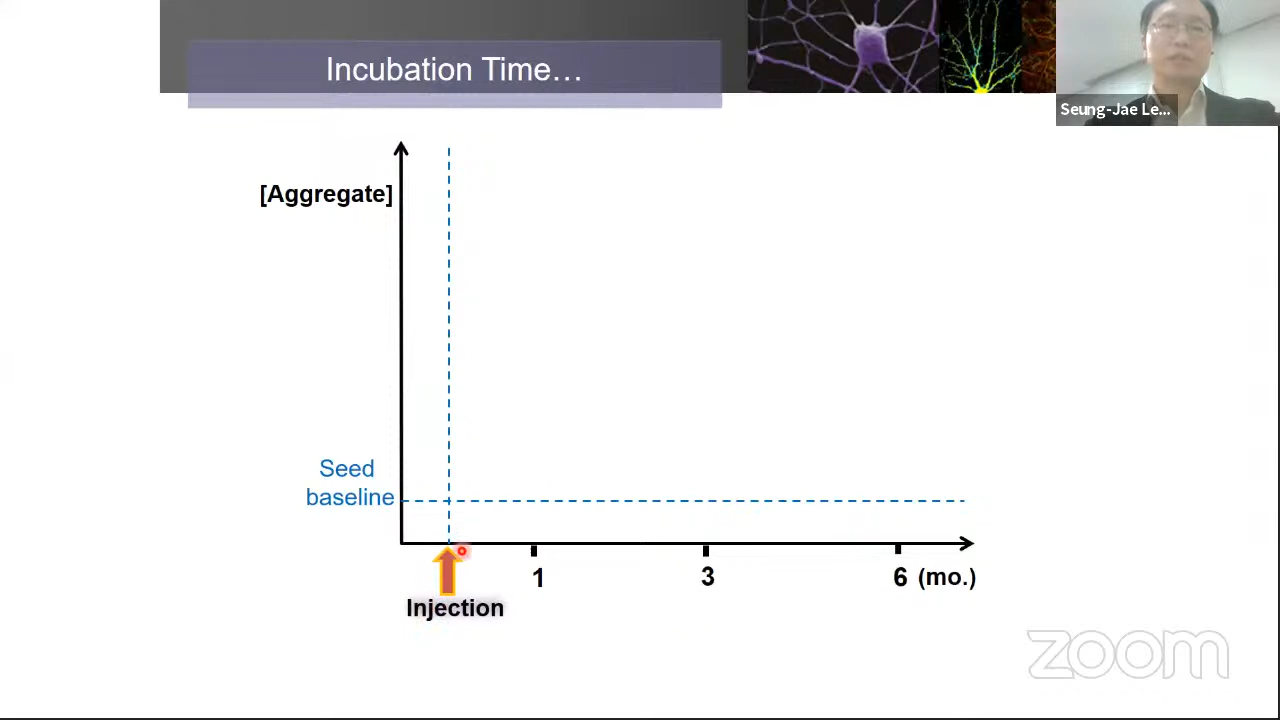 Incubation Time…
Seung-Jae Le...
[Aggregate]
Seed
baseline
1
3
6 (mo.)
Injection
zoom